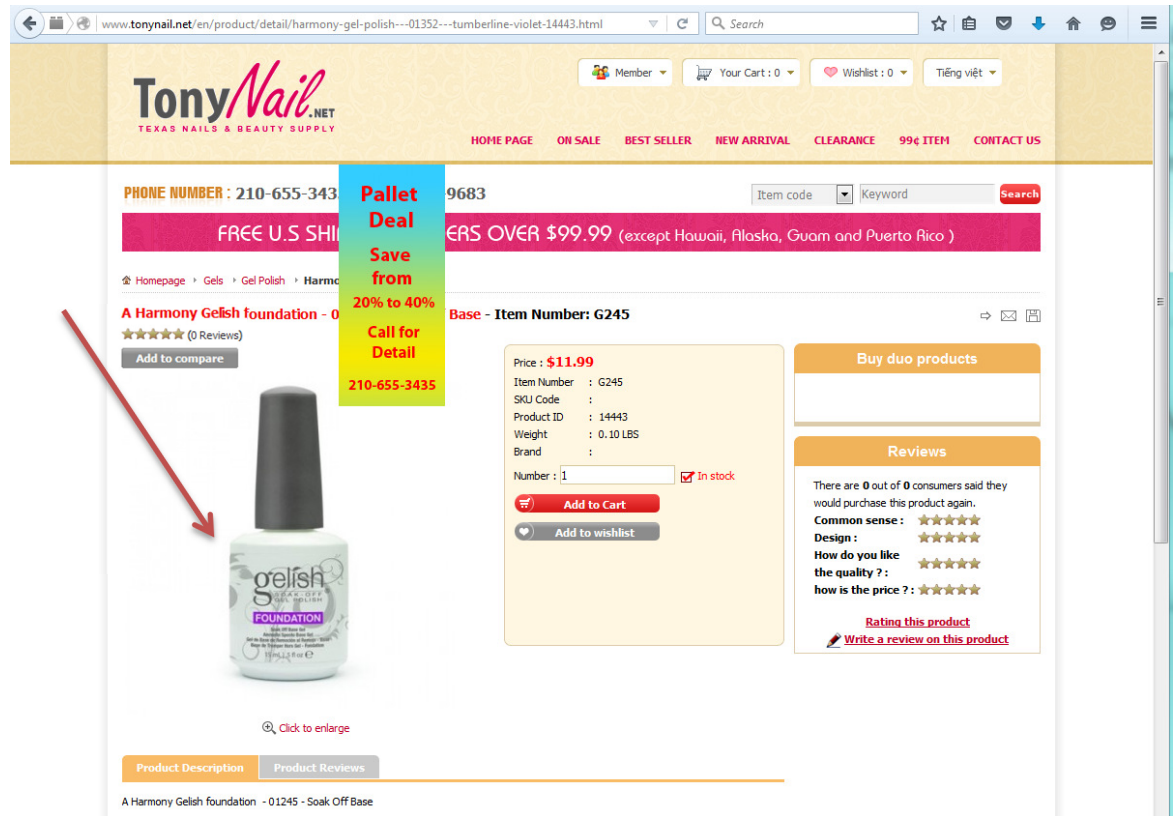 www.tonynail.net/en/product/detail/harmony-gel-polish---01352---tumberline-violet-14443.html
Search
TonyNail.NET
TEXAS NAILS & BEAUTY SUPPLY
Member
Your Cart : 0
Wishlist : 0
Tiếng việt
HOME PAGE ON SALE BEST SELLER NEW ARRIVAL CLEARANCE 99¢ ITEM CONTACT US
PHONE NUMBER : 210-655-343 9683
Item code
Keyword
Search
Pallet
Deal
Save
from
20% to 40%
Call for
Detail
210-655-3435
FREE U.S SHI ERS OVER $99.99 (except Hawaii, Alaska, Guam and Puerto Rico )
Homepage Gels Gel Polish Harmo
A Harmony Gelish foundation - 0 Base - Item Number: G245
(0 Reviews)
Add to compare
gelish
SOAK-OFF
GEL POLISH
FOUNDATION
Soak Off Base Gel
15 mL .5 fl oz
Click to enlarge
Price : $11.99
Item Number : G245
SKU Code :
Product ID : 14443
Weight : 0.10 LBS
Brand :
Number : 1
In stock
Add to Cart
Add to wishlist
Buy duo products
Reviews
There are 0 out of 0 consumers said they
would purchase this product again.
Common sense :
Design :
How do you like
the quality ? :
how is the price ? :
Rating this product
Write a review on this product
Product Description
Product Reviews
A Harmony Gelish foundation - 01245 - Soak Off Base